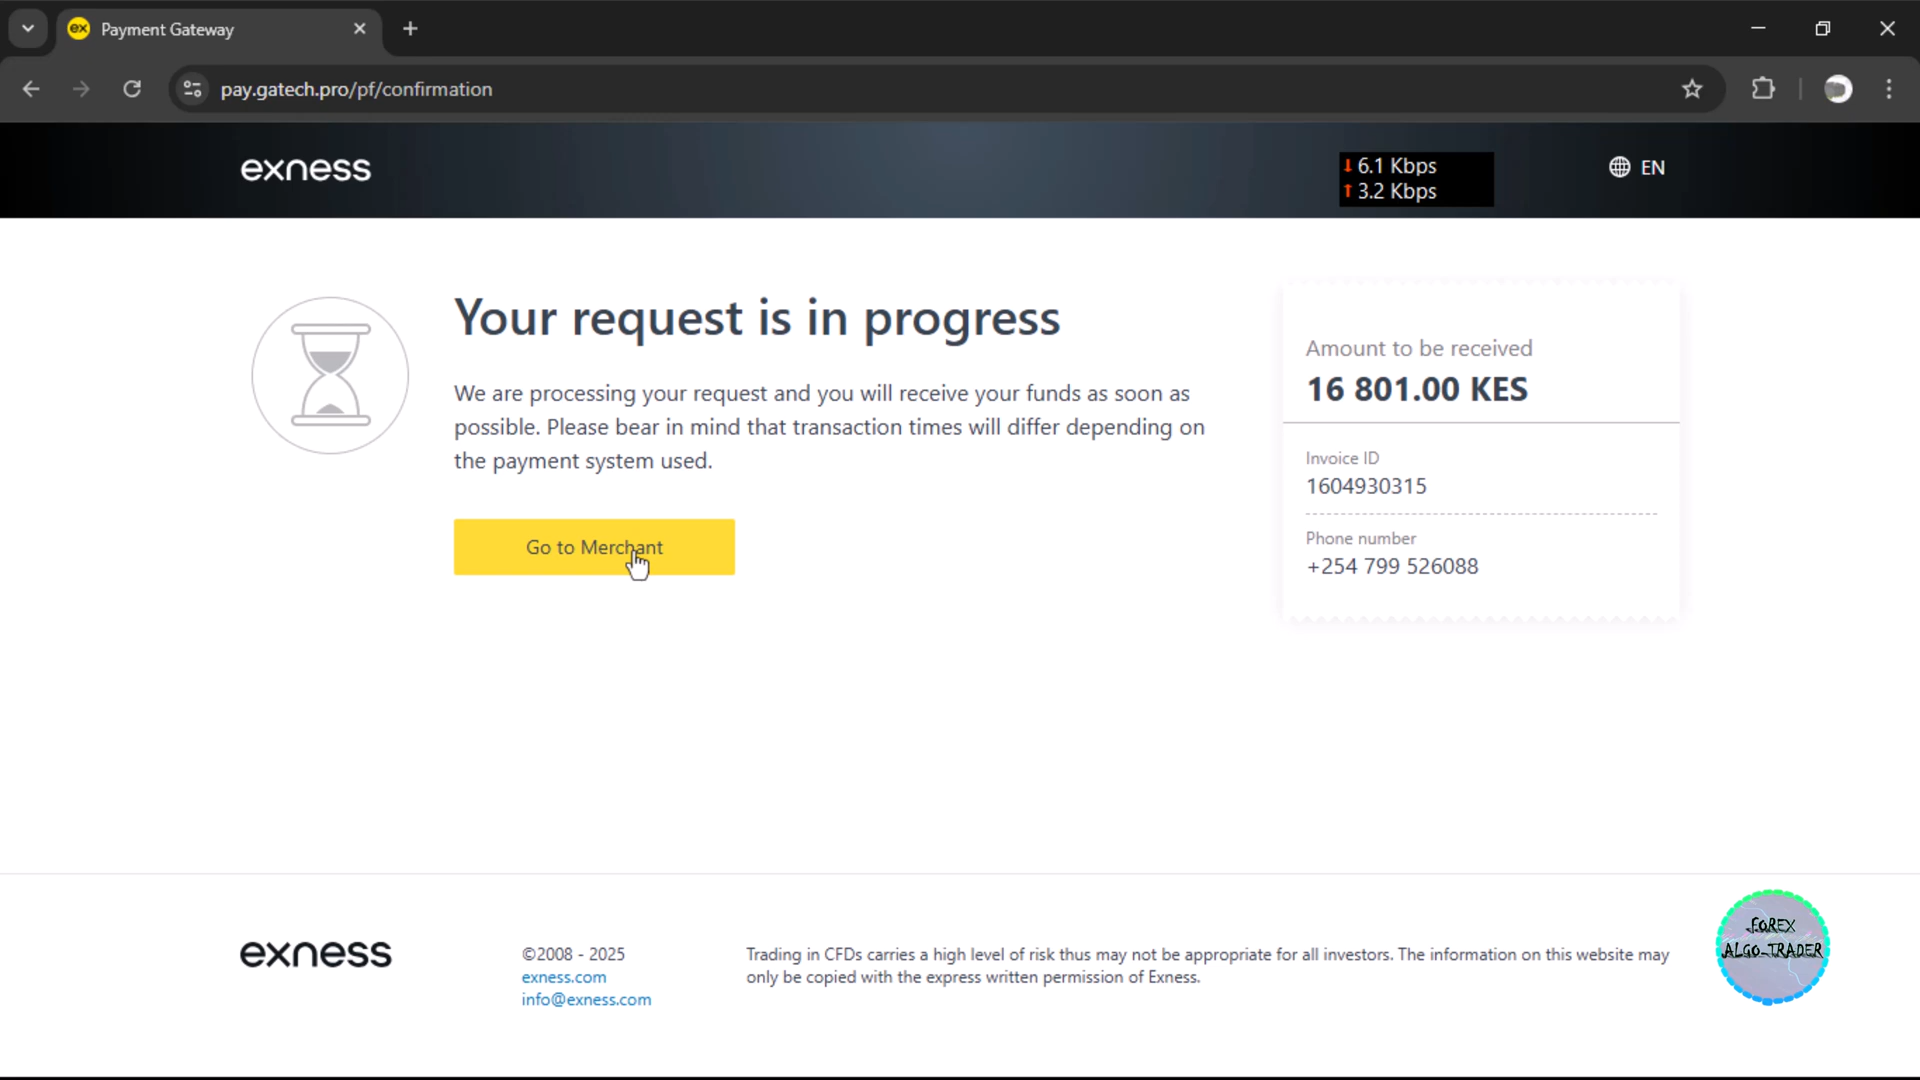 Payment Gateway
pay.gatech.pro/pf/confirmation
exness
↓ 6.1 Kbps
↑ 3.2 Kbps
EN
Your request is in progress
We are processing your request and you will receive your funds as soon as
possible. Please bear in mind that transaction times will differ depending on
the payment system used.
Go to Merchant
Amount to be received
16 801.00 KES
Invoice ID
1604930315
Phone number
+254 799 526088
exness
©2008 - 2025
exness.com
info@exness.com
Trading in CFDs carries a high level of risk thus may not be appropriate for all investors. The information on this website may
only be copied with the express written permission of Exness.
FOREX
ALGO-TRADER